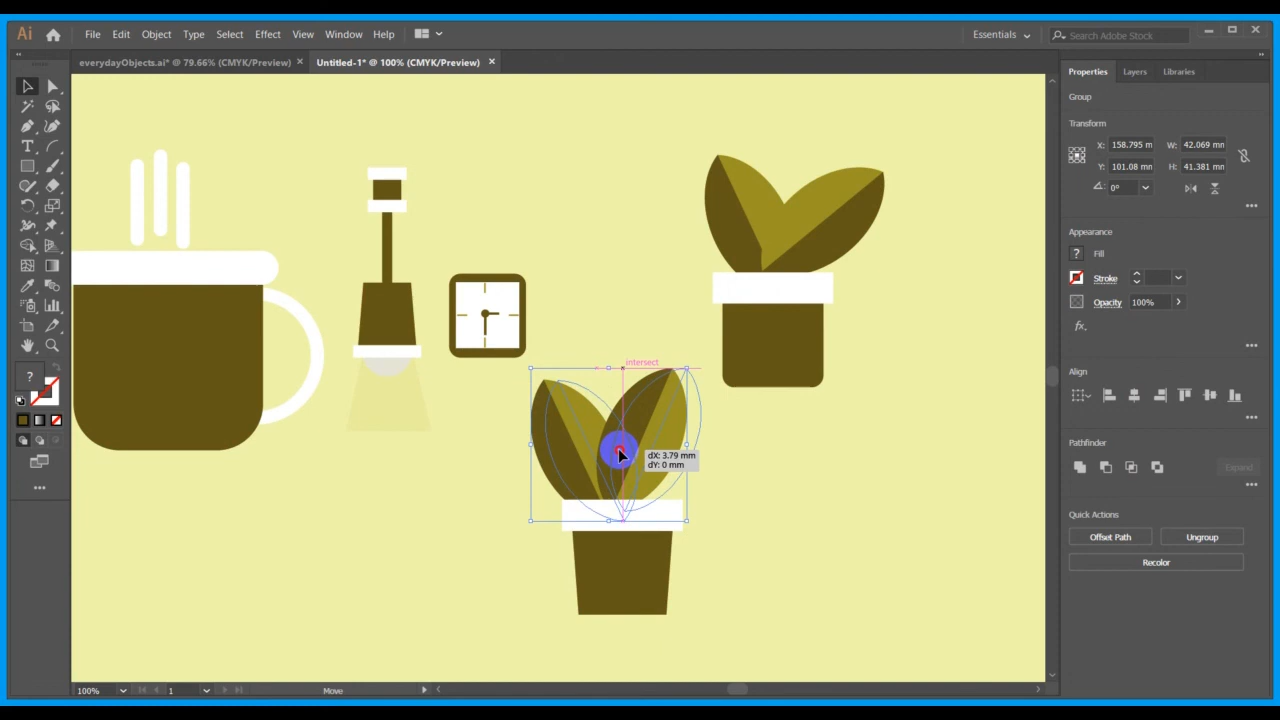 Ai File Edit Object Type Select Effect View Window Help Essentials Search Adobe Stock
everydayObjects.ai* @ 79.66% (CMYK/Preview) × Untitled-1* @ 100% (CMYK/Preview) ×
Properties Layers Libraries
Group
Transform
X: 158.795 m W: 42.069 mm
Y: 101.08 mm H: 41.381 mm
0°
Appearance
? Fill
Stroke
Opacity 100%
fx
Align
Pathfinder
Expand
Quick Actions
Offset Path Ungroup
Recolor
intersect
dX: 3.79 mm
dY: 0 mm
?
100% 1 Move